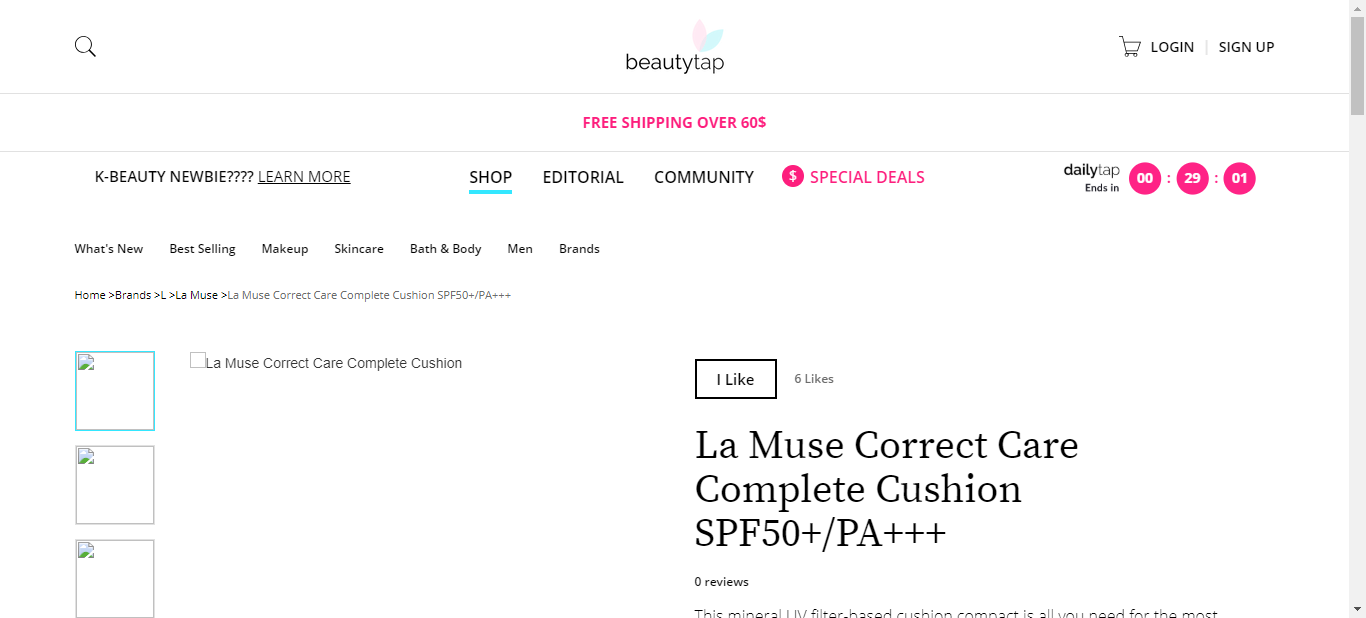 beautytap
LOGIN | SIGN UP
FREE SHIPPING OVER 60$
K-BEAUTY NEWBIE???? LEARN MORE
SHOP
EDITORIAL
COMMUNITY
$ SPECIAL DEALS
dailytap
Ends in
00 : 29 : 01
What's New
Best Selling
Makeup
Skincare
Bath & Body
Men
Brands
Home >Brands >L >La Muse >La Muse Correct Care Complete Cushion SPF50+/PA+++
La Muse Correct Care Complete Cushion
I Like
6 Likes
La Muse Correct Care
Complete Cushion
SPF50+/PA+++
0 reviews
This mineral UV filter-based cushion compact is all you need for the most